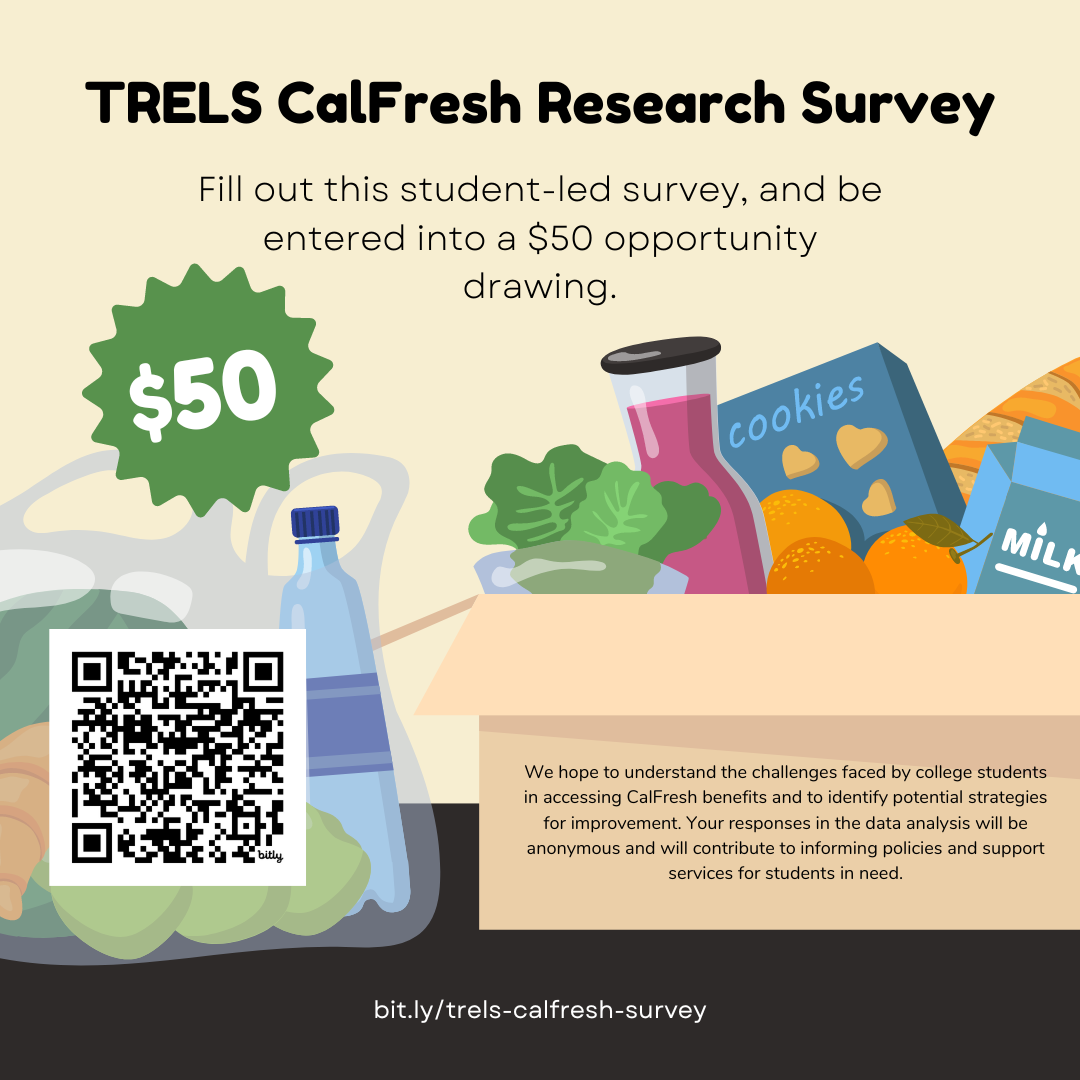 TRELS CalFresh Research Survey
Fill out this student-led survey, and be
entered into a $50 opportunity
drawing.
$50
cookies
MiLK
bitly
We hope to understand the challenges faced by college students
in accessing CalFresh benefits and to identify potential strategies
for improvement. Your responses in the data analysis will be
anonymous and will contribute to informing policies and support
services for students in need.
bit.ly/trels-calfresh-survey